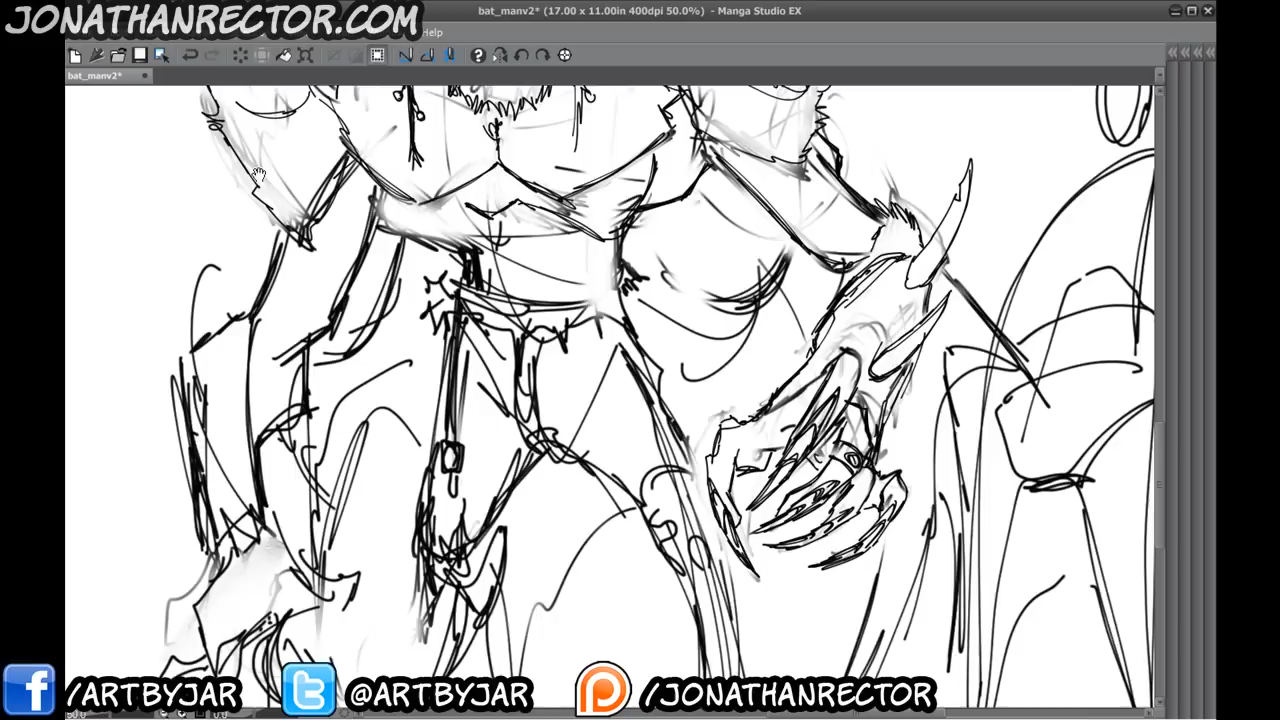 JONATHANRECTOR.COM
bat_manv2* (17.00 x 11.00in 400dpi 50.0%) - Manga Studio EX
Help
bat_manv2*
/ARTBYJAR
@ARTBYJAR
/JONATHANRECTOR